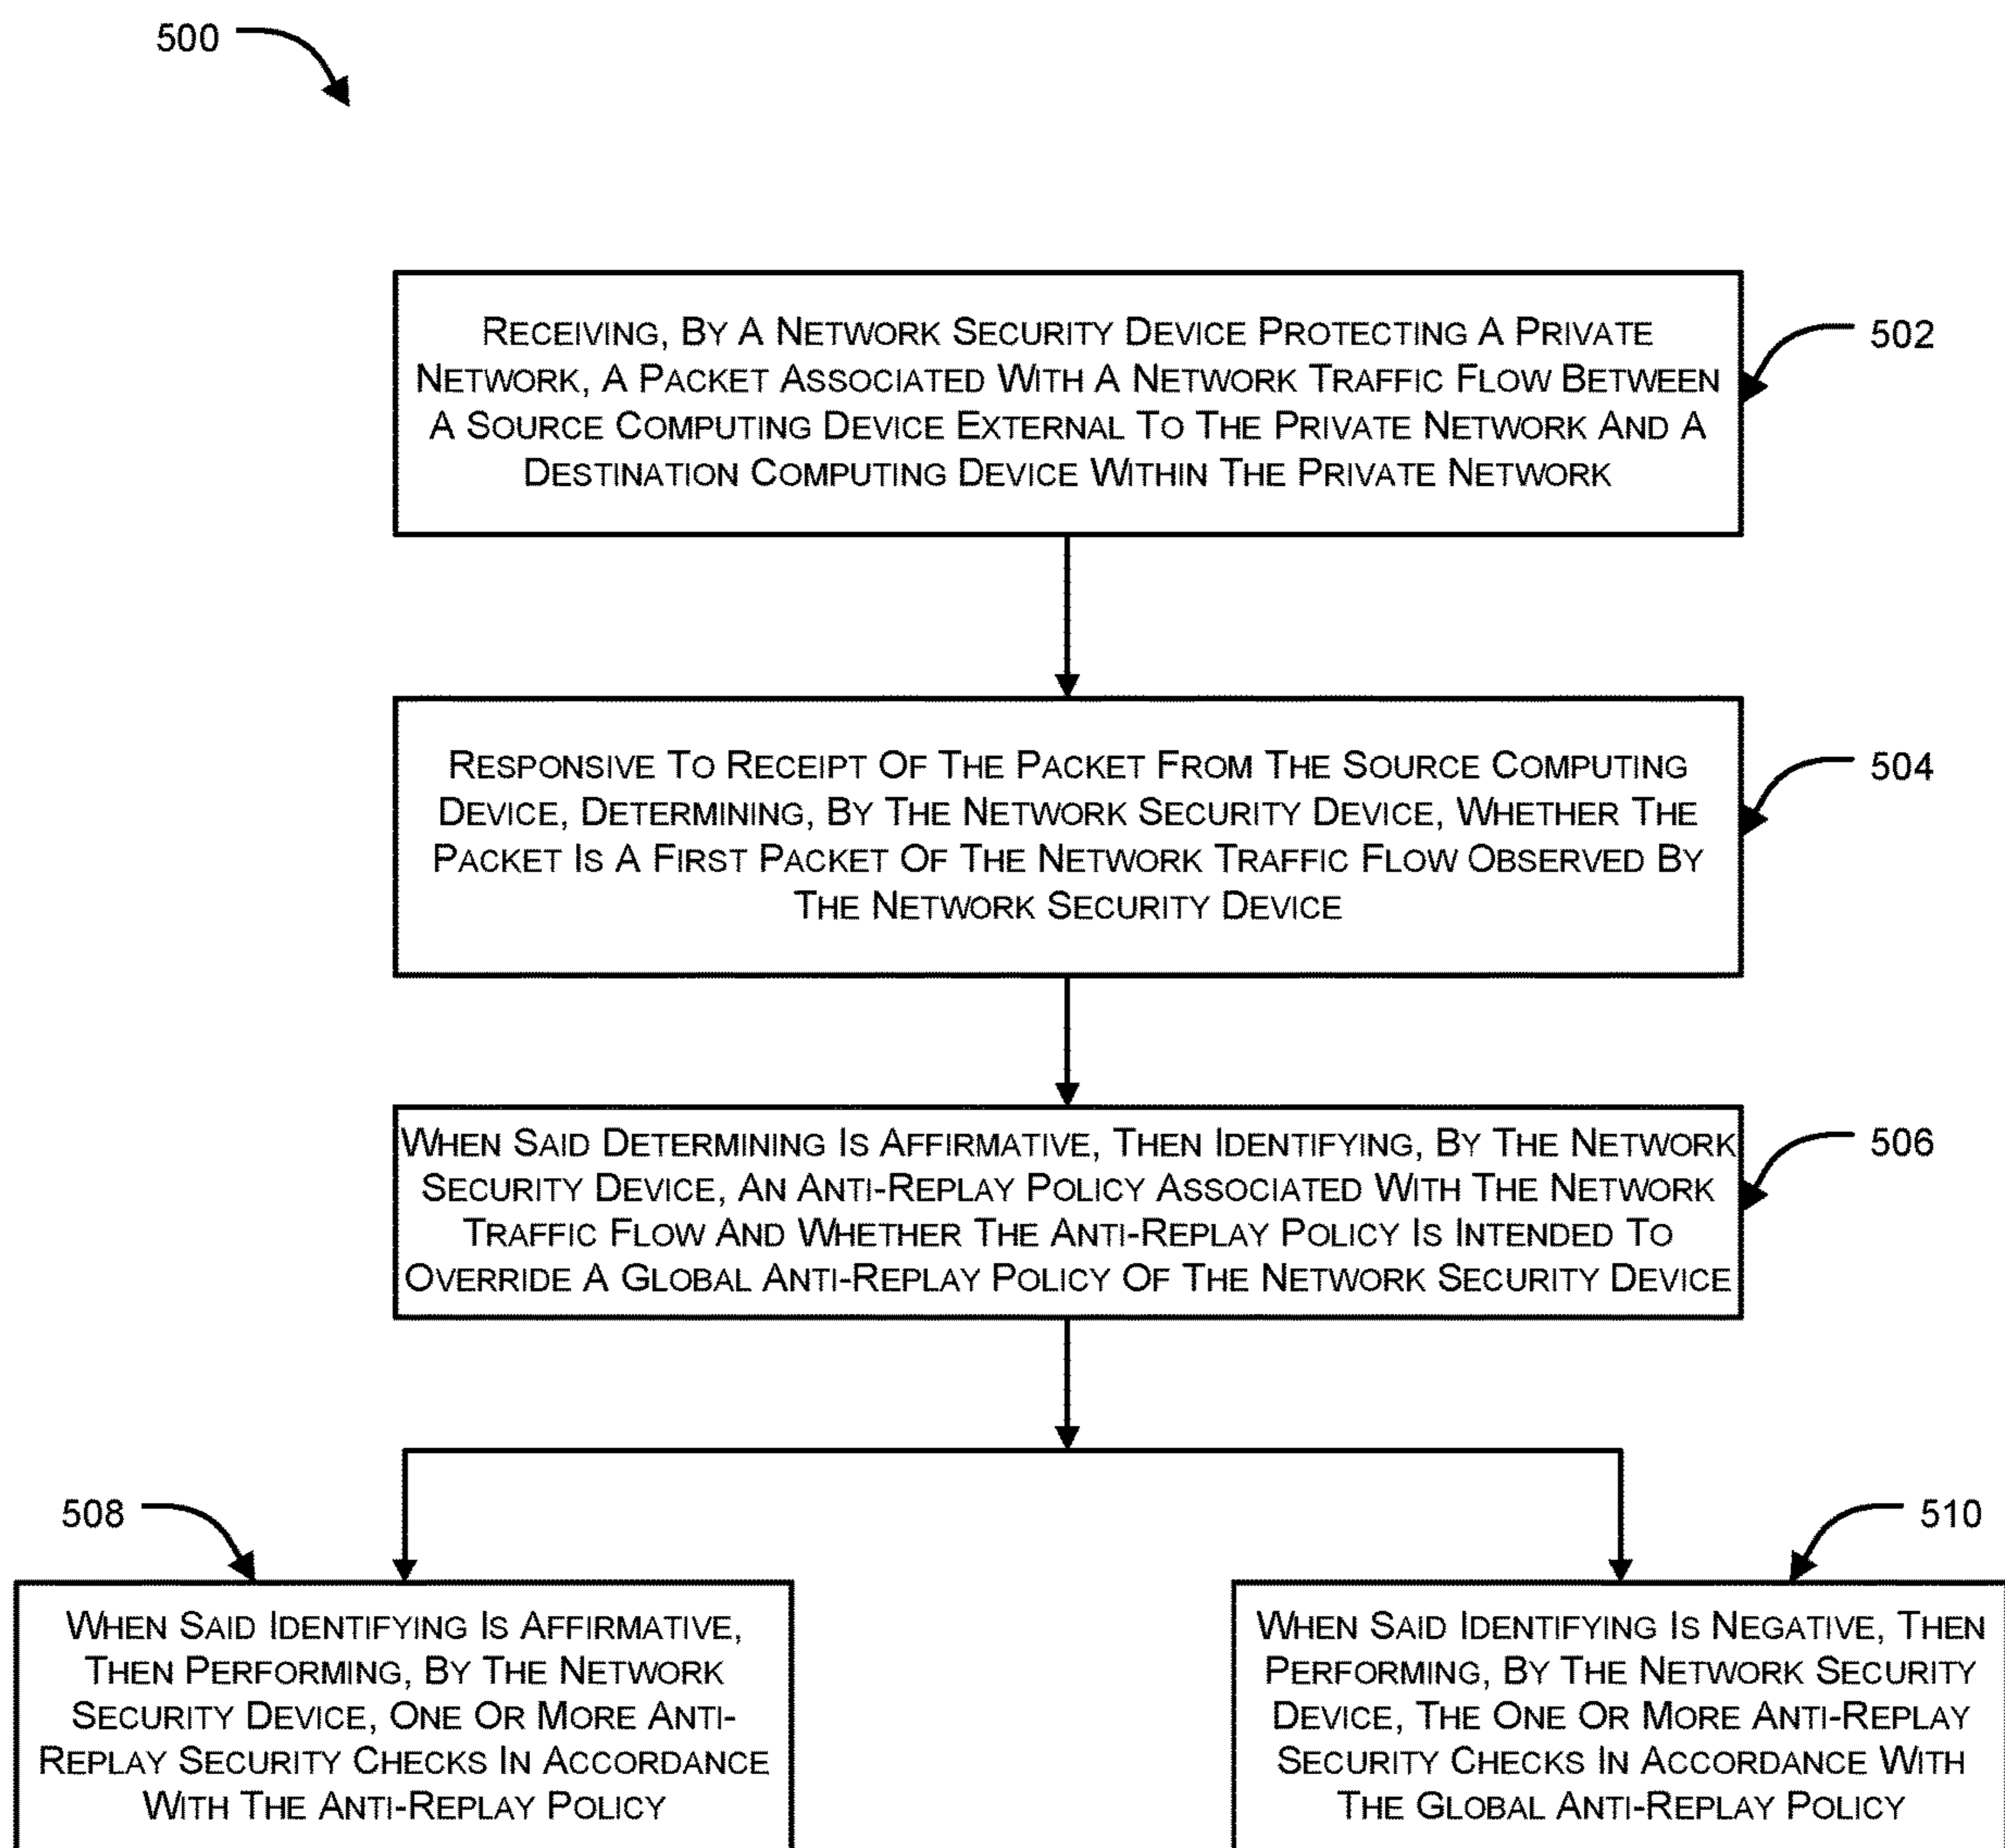 500
RECEIVING, BY A NETWORK SECURITY DEVICE PROTECTING A PRIVATE
NETWORK, A PACKET ASSOCIATED WITH A NETWORK TRAFFIC FLOW BETWEEN
A SOURCE COMPUTING DEVICE EXTERNAL TO THE PRIVATE NETWORK AND A
DESTINATION COMPUTING DEVICE WITHIN THE PRIVATE NETWORK
502
RESPONSIVE TO RECEIPT OF THE PACKET FROM THE SOURCE COMPUTING
DEVICE, DETERMINING, BY THE NETWORK SECURITY DEVICE, WHETHER THE
PACKET IS A FIRST PACKET OF THE NETWORK TRAFFIC FLOW OBSERVED BY
THE NETWORK SECURITY DEVICE
504
WHEN SAID DETERMINING IS AFFIRMATIVE, THEN IDENTIFYING, BY THE NETWORK
SECURITY DEVICE, AN ANTI-REPLAY POLICY ASSOCIATED WITH THE NETWORK
TRAFFIC FLOW AND WHETHER THE ANTI-REPLAY POLICY IS INTENDED TO
OVERRIDE A GLOBAL ANTI-REPLAY POLICY OF THE NETWORK SECURITY DEVICE
506
508
WHEN SAID IDENTIFYING IS AFFIRMATIVE,
THEN PERFORMING, BY THE NETWORK
SECURITY DEVICE, ONE OR MORE ANTI-
REPLAY SECURITY CHECKS IN ACCORDANCE
WITH THE ANTI-REPLAY POLICY
510
WHEN SAID IDENTIFYING IS NEGATIVE, THEN
PERFORMING, BY THE NETWORK SECURITY
DEVICE, THE ONE OR MORE ANTI-REPLAY
SECURITY CHECKS IN ACCORDANCE WITH
THE GLOBAL ANTI-REPLAY POLICY